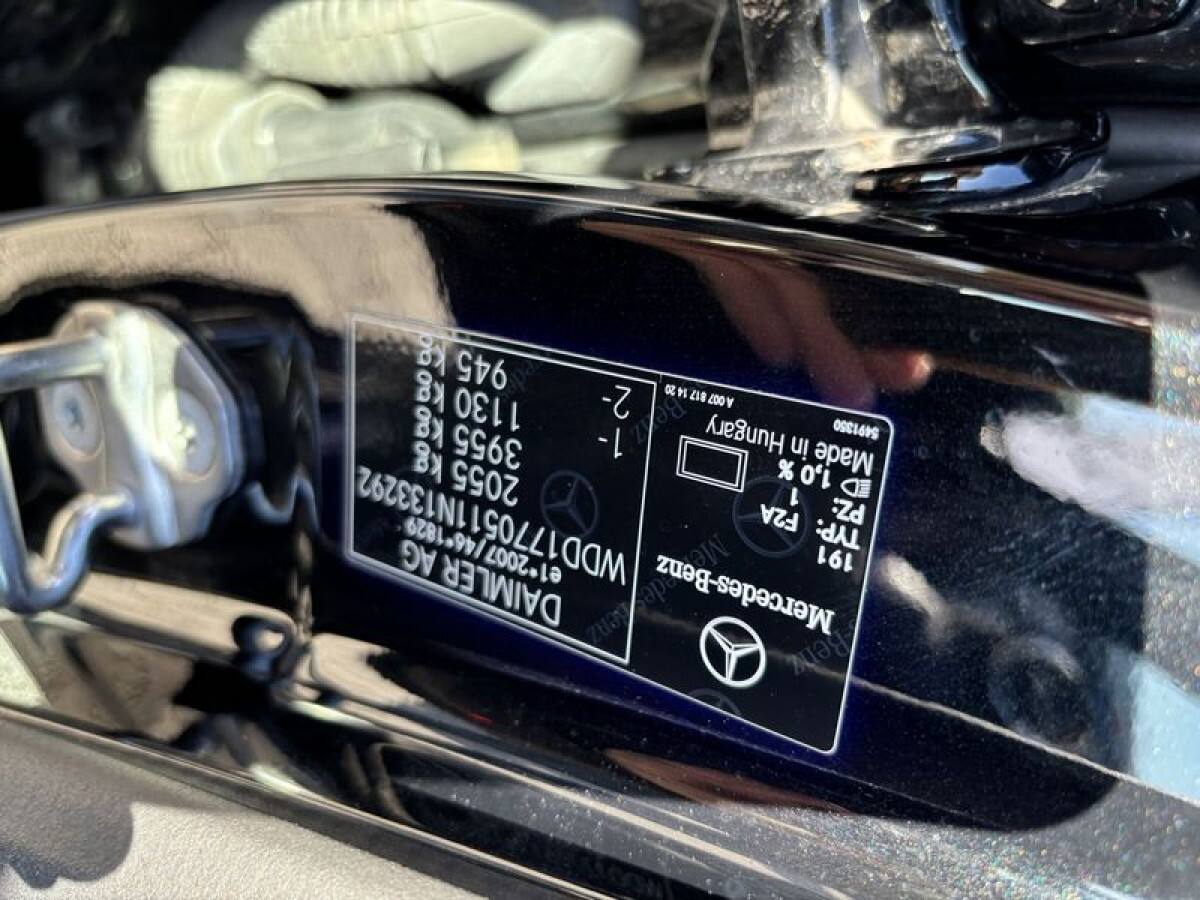 DAIMLER AG
e1*2007/46*1829
WDD1770511N133292
2055 kg
3955 kg
1- 1130 kg
2- 945 kg
Mercedes-Benz
191
TYP: F2A
PZ: 1
1,0 %
Made in Hungary
5491350
A 007 817 14 20